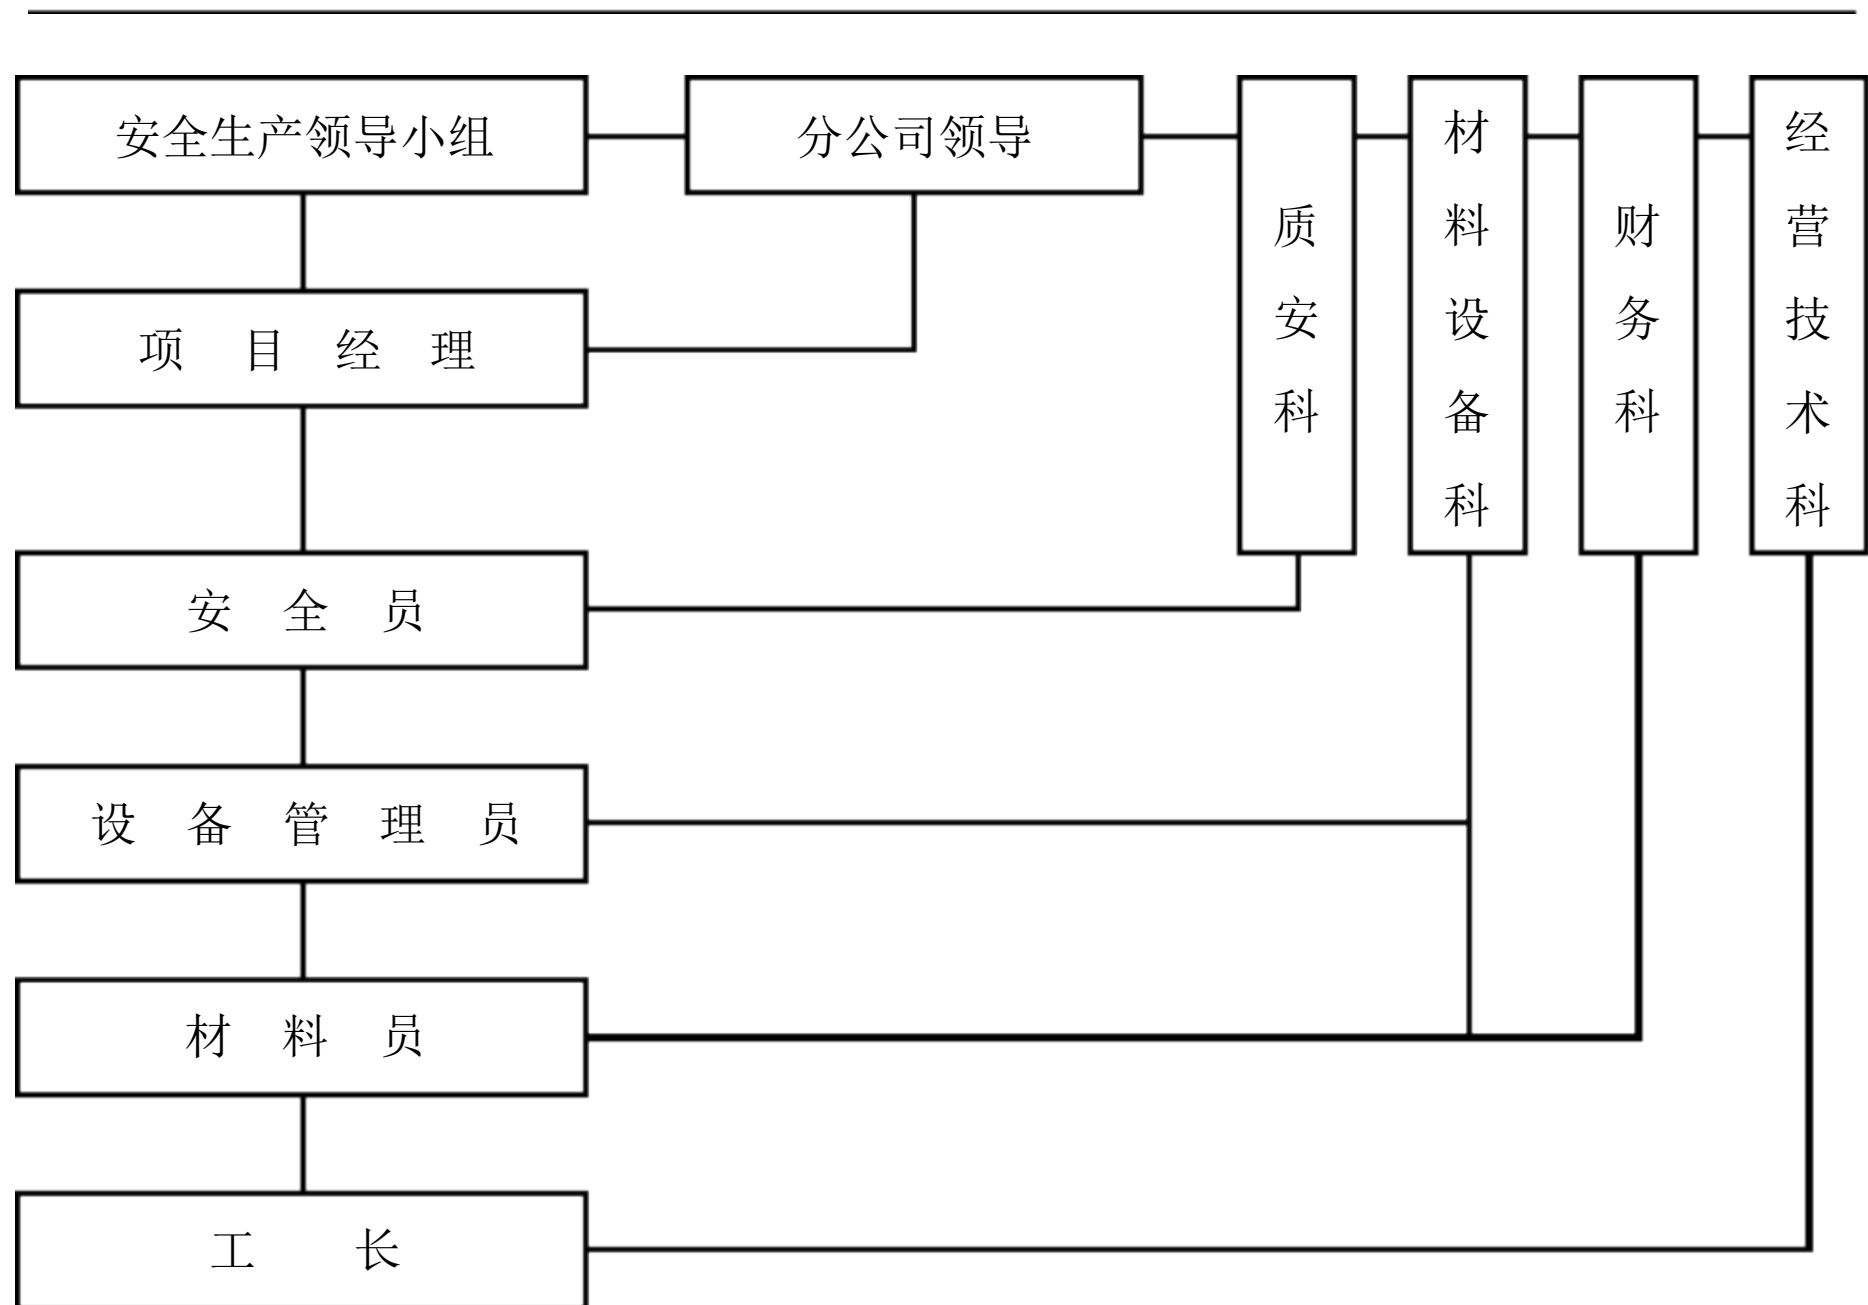 安全生产领导小组
分公司领导
质安科
材料设备科
财务科
经营技术科
项 目 经 理
安 全 员
设 备 管 理 员
材 料 员
工 长